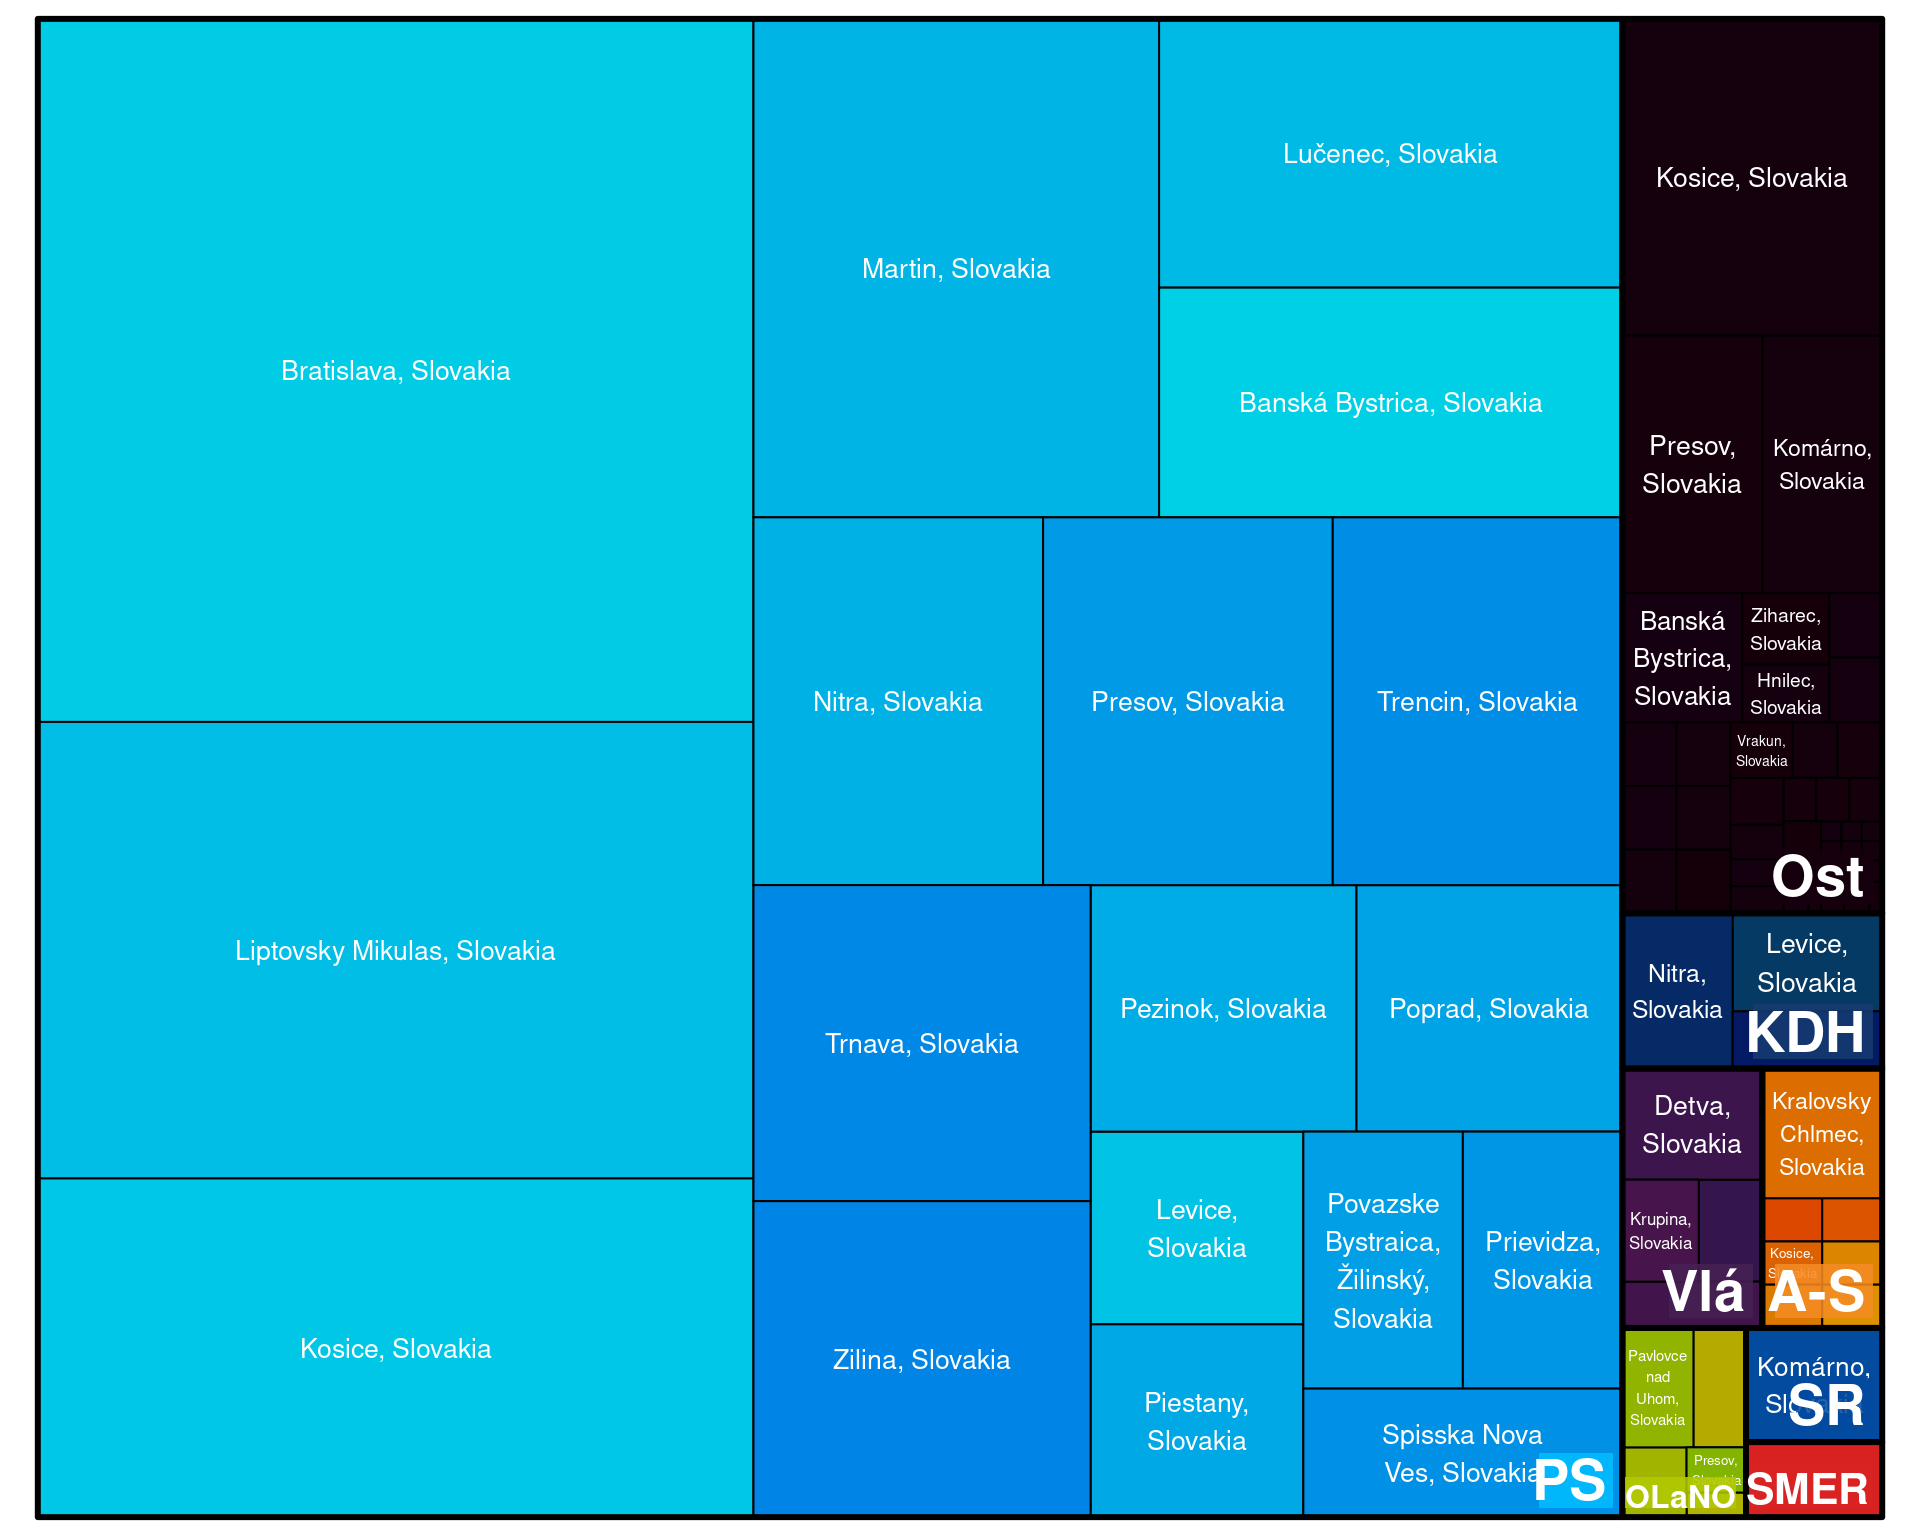 Bratislava, Slovakia
Liptovsky Mikulas, Slovakia
Kosice, Slovakia
Martin, Slovakia
Lučenec, Slovakia
Banská Bystrica, Slovakia
Nitra, Slovakia
Presov, Slovakia
Trencin, Slovakia
Trnava, Slovakia
Zilina, Slovakia
Pezinok, Slovakia
Poprad, Slovakia
Levice,
Slovakia
Piestany,
Slovakia
Povazske
Bystraica,
Žilinský,
Slovakia
Prievidza,
Slovakia
Spisska Nova
Ves, Slovakia
PS
Kosice, Slovakia
Presov,
Slovakia
Komárno,
Slovakia
Banská
Bystrica,
Slovakia
Ziharec,
Slovakia
Hnilec,
Slovakia
Vrakun,
Slovakia
Ost
Nitra,
Slovakia
Levice,
Slovakia
KDH
Detva,
Slovakia
Krupina,
Slovakia
Vlá
Kralovsky
Chlmec,
Slovakia
Kosice,
A-S
Pavlovce
nad
Uhom,
Slovakia
Presov,
OLaNO
Komárno,
SR
SMER